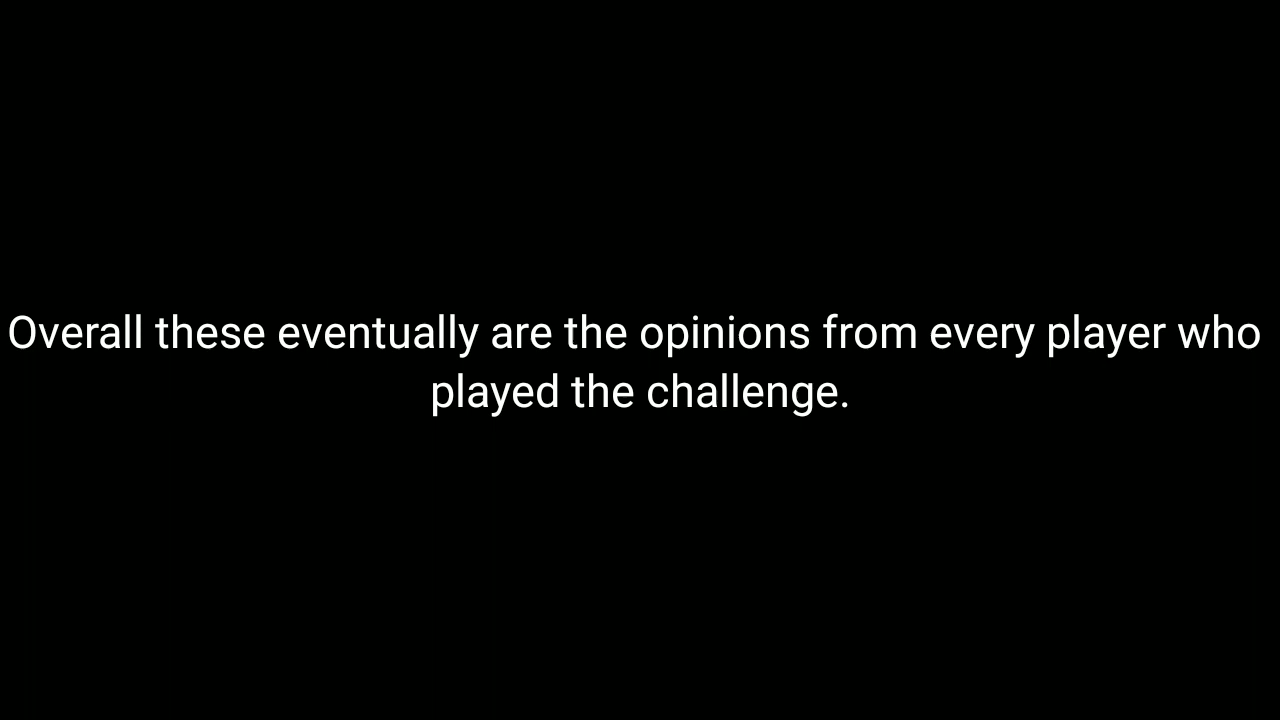 Overall these eventually are the opinions from every player who
played the challenge.